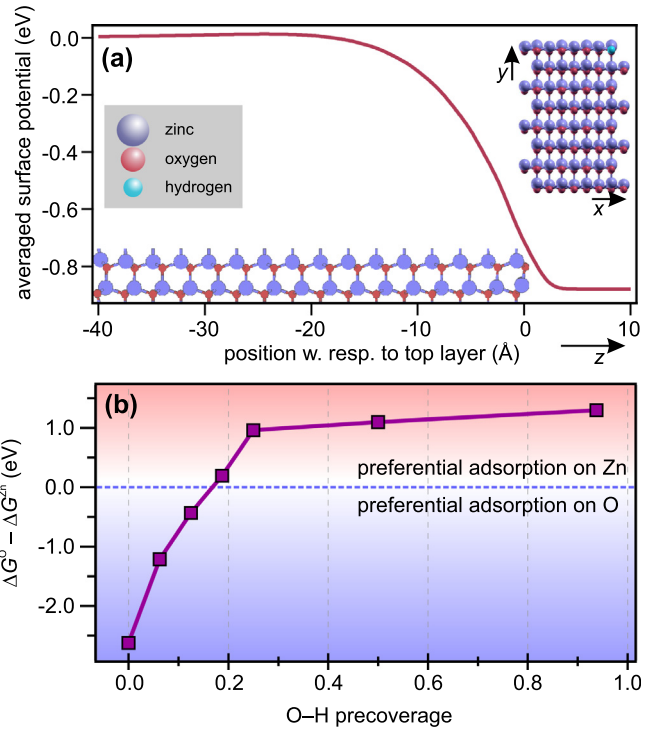 averaged surface potential (eV)
0.0
-0.2
-0.4
-0.6
-0.8
(a)
zinc
oxygen
hydrogen
y
x
-40
-30
-20
-10
0
10
position w. resp. to top layer (Å)
z
ΔG^O – ΔG^Zn (eV)
1.0
0.0
-1.0
-2.0
(b)
preferential adsorption on Zn
preferential adsorption on O
0.0
0.2
0.4
0.6
0.8
1.0
O–H precoverage